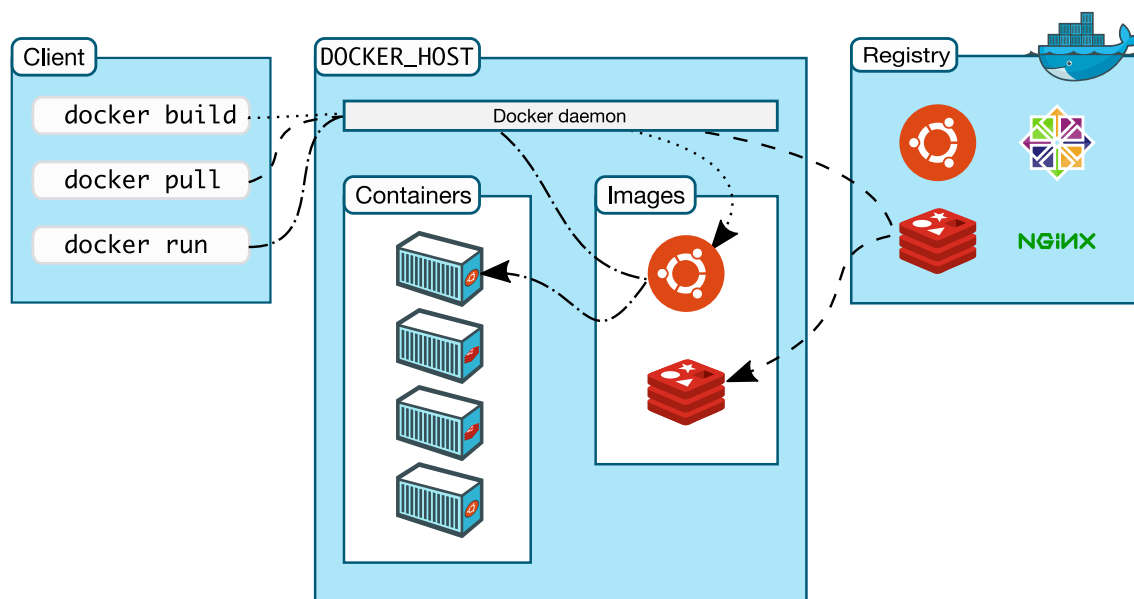 Client
docker build
docker pull
docker run
DOCKER_HOST
Docker daemon
Containers
Images
Registry
NGiNX